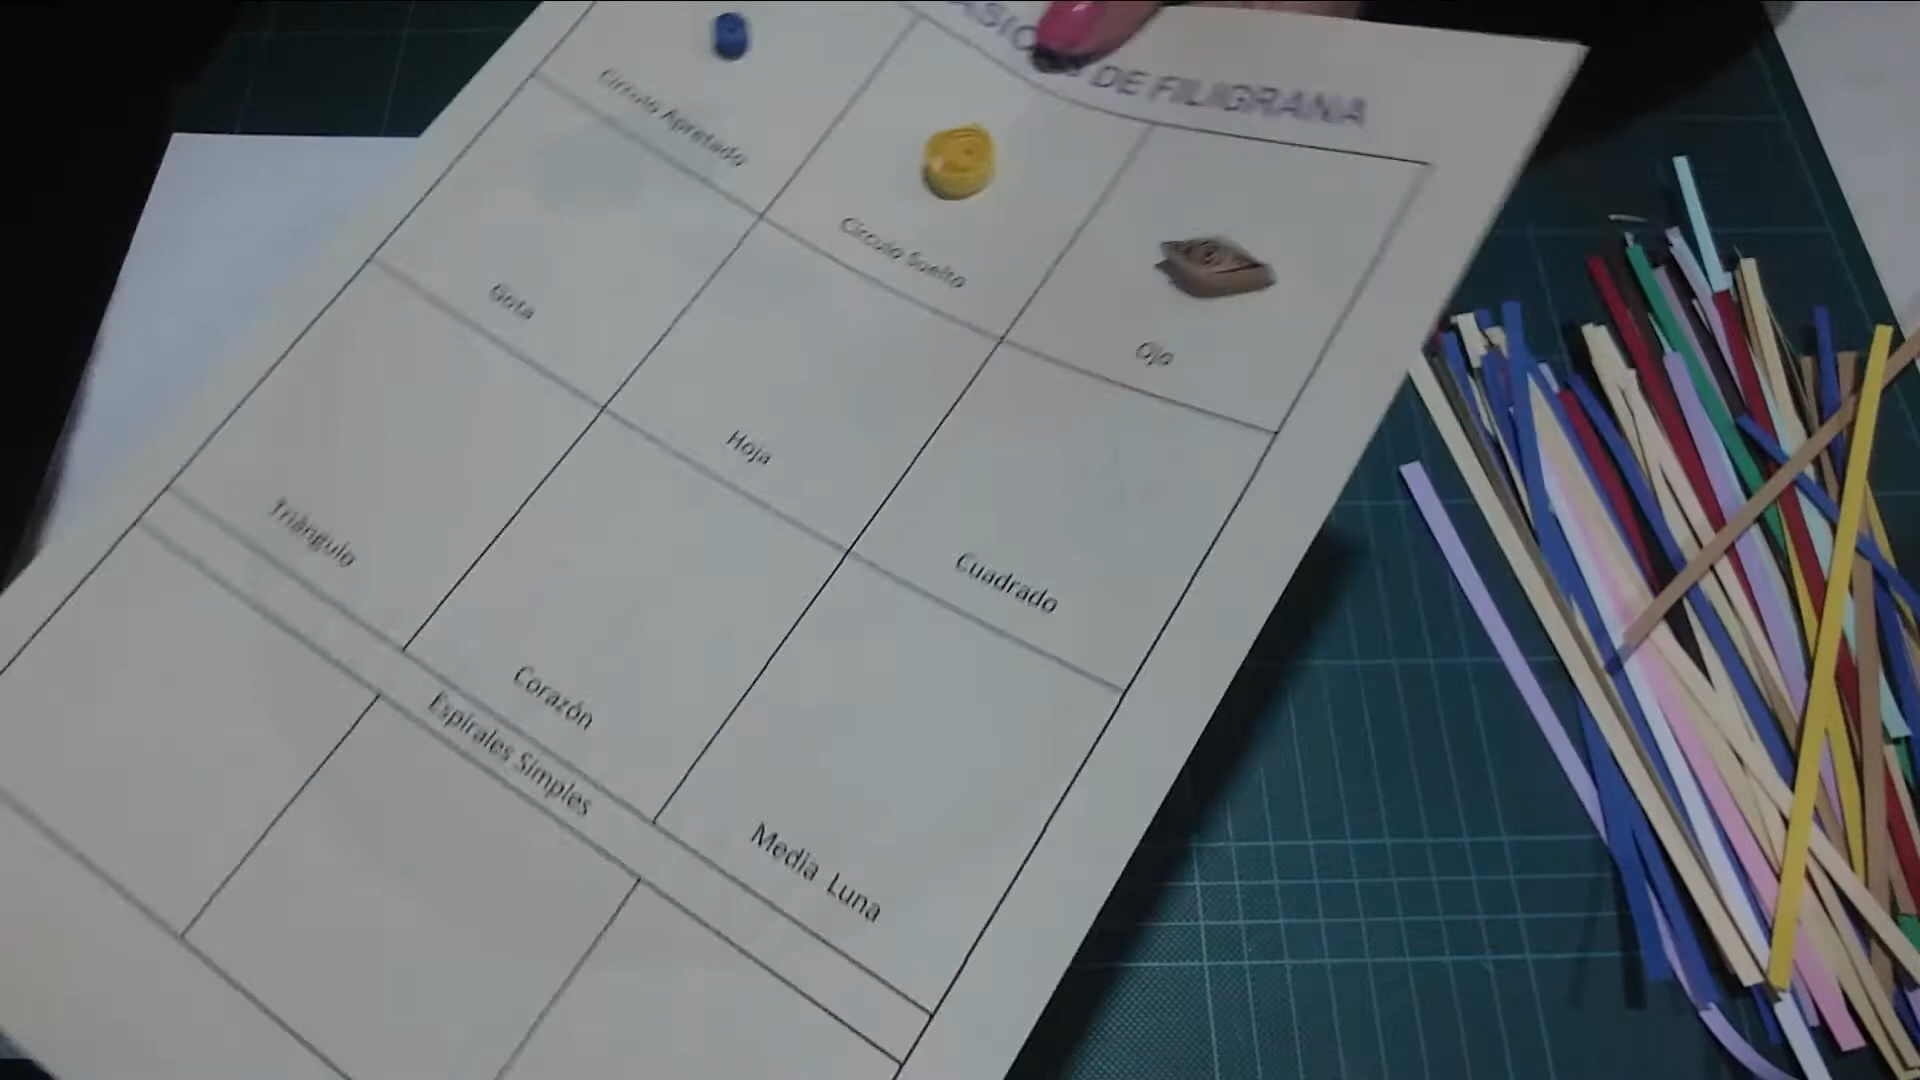 DE FILIGRANA
Circulo Apretado
Circulo Suelto
Ojo
Gota
Hoja
Cuadrado
Triángulo
Corazón
Media Luna
Espirales Simples